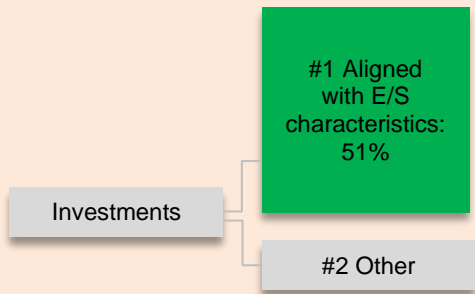 #1 Aligned
with E/S
characteristics:
51%
Investments
#2 Other